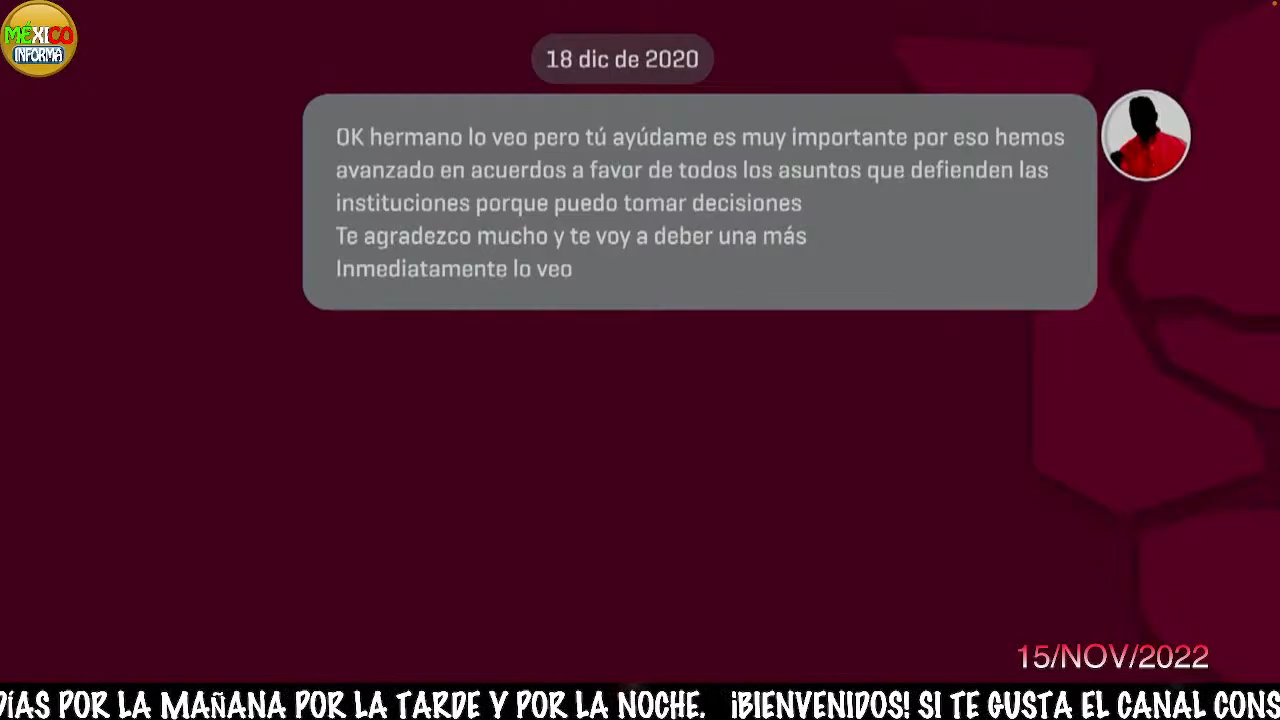 MÉXICO
INFORMA
18 dic de 2020
OK hermano lo veo pero tú ayúdame es muy importante por eso hemos
avanzado en acuerdos a favor de todos los asuntos que defienden las
instituciones porque puedo tomar decisiones
Te agradezco mucho y te voy a deber una más
Inmediatamente lo veo
15/NOV/2022
DÍAS POR LA MAÑANA POR LA TARDE Y POR LA NOCHE. ¡BIENVENIDOS! SI TE GUSTA EL CANAL CONS